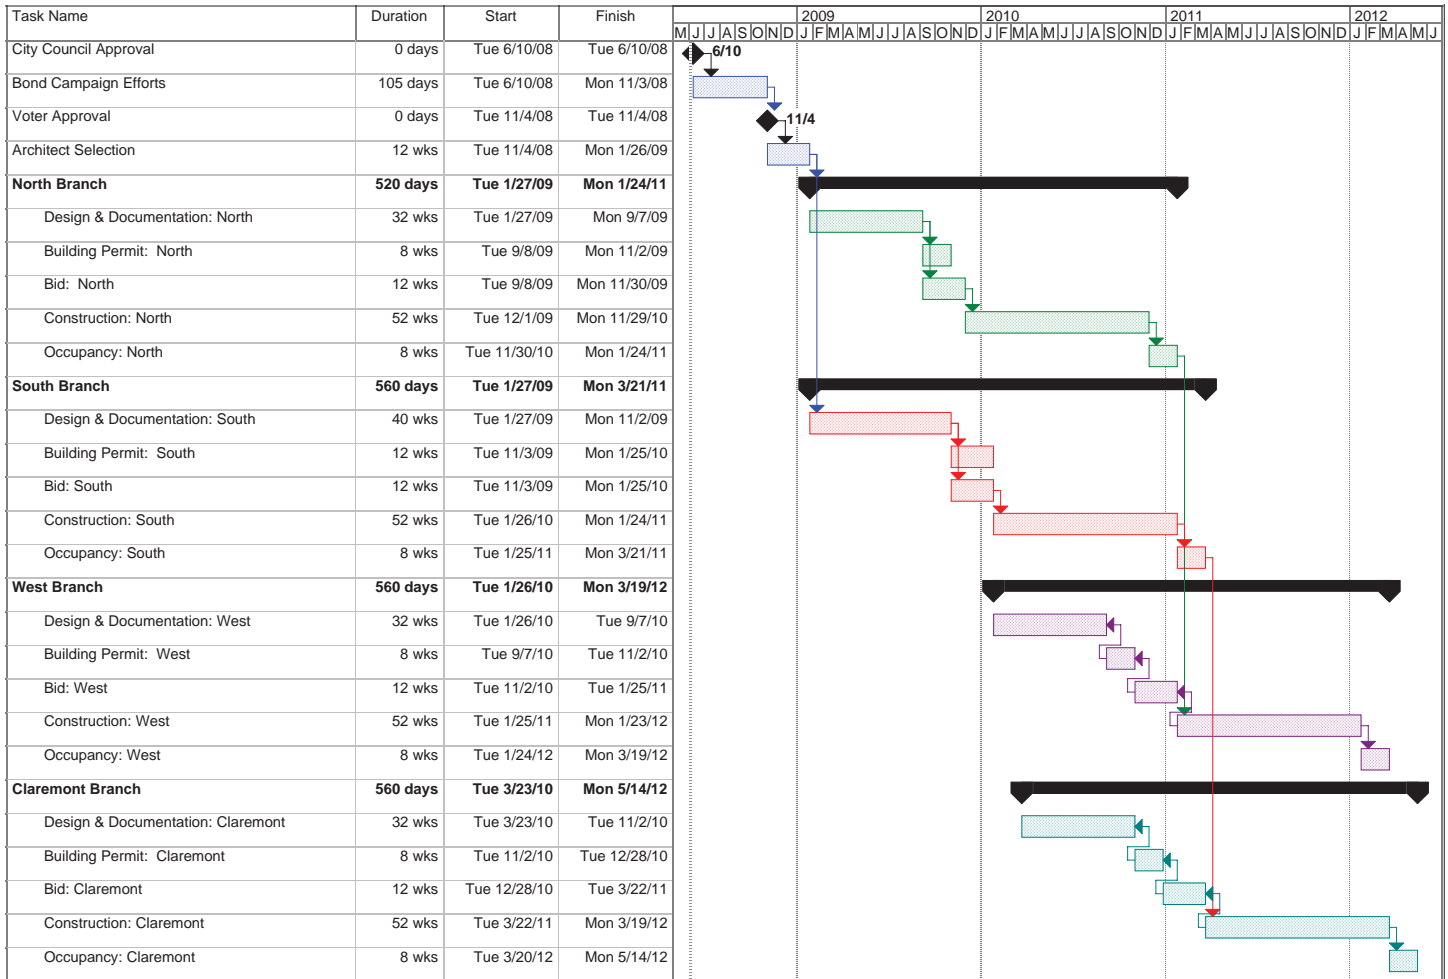 Task Name Duration Start Finish 2009 2010 2011 2012
M J J A S O N D J F M A M J J A S O N D J F M A M J J A S O N D J F M A M J J A S O N D J F M A M J
City Council Approval 0 days Tue 6/10/08 Tue 6/10/08 6/10
Bond Campaign Efforts 105 days Tue 6/10/08 Mon 11/3/08
Voter Approval 0 days Tue 11/4/08 Tue 11/4/08 11/4
Architect Selection 12 wks Tue 11/4/08 Mon 1/26/09
North Branch 520 days Tue 1/27/09 Mon 1/24/11
Design & Documentation: North 32 wks Tue 1/27/09 Mon 9/7/09
Building Permit: North 8 wks Tue 9/8/09 Mon 11/2/09
Bid: North 12 wks Tue 9/8/09 Mon 11/30/09
Construction: North 52 wks Tue 12/1/09 Mon 11/29/10
Occupancy: North 8 wks Tue 11/30/10 Mon 1/24/11
South Branch 560 days Tue 1/27/09 Mon 3/21/11
Design & Documentation: South 40 wks Tue 1/27/09 Mon 11/2/09
Building Permit: South 12 wks Tue 11/3/09 Mon 1/25/10
Bid: South 12 wks Tue 11/3/09 Mon 1/25/10
Construction: South 52 wks Tue 1/26/10 Mon 1/24/11
Occupancy: South 8 wks Tue 1/25/11 Mon 3/21/11
West Branch 560 days Tue 1/26/10 Mon 3/19/12
Design & Documentation: West 32 wks Tue 1/26/10 Tue 9/7/10
Building Permit: West 8 wks Tue 9/7/10 Tue 11/2/10
Bid: West 12 wks Tue 11/2/10 Tue 1/25/11
Construction: West 52 wks Tue 1/25/11 Mon 1/23/12
Occupancy: West 8 wks Tue 1/24/12 Mon 3/19/12
Claremont Branch 560 days Tue 3/23/10 Mon 5/14/12
Design & Documentation: Claremont 32 wks Tue 3/23/10 Tue 11/2/10
Building Permit: Claremont 8 wks Tue 11/2/10 Tue 12/28/10
Bid: Claremont 12 wks Tue 12/28/10 Tue 3/22/11
Construction: Claremont 52 wks Tue 3/22/11 Mon 3/19/12
Occupancy: Claremont 8 wks Tue 3/20/12 Mon 5/14/12